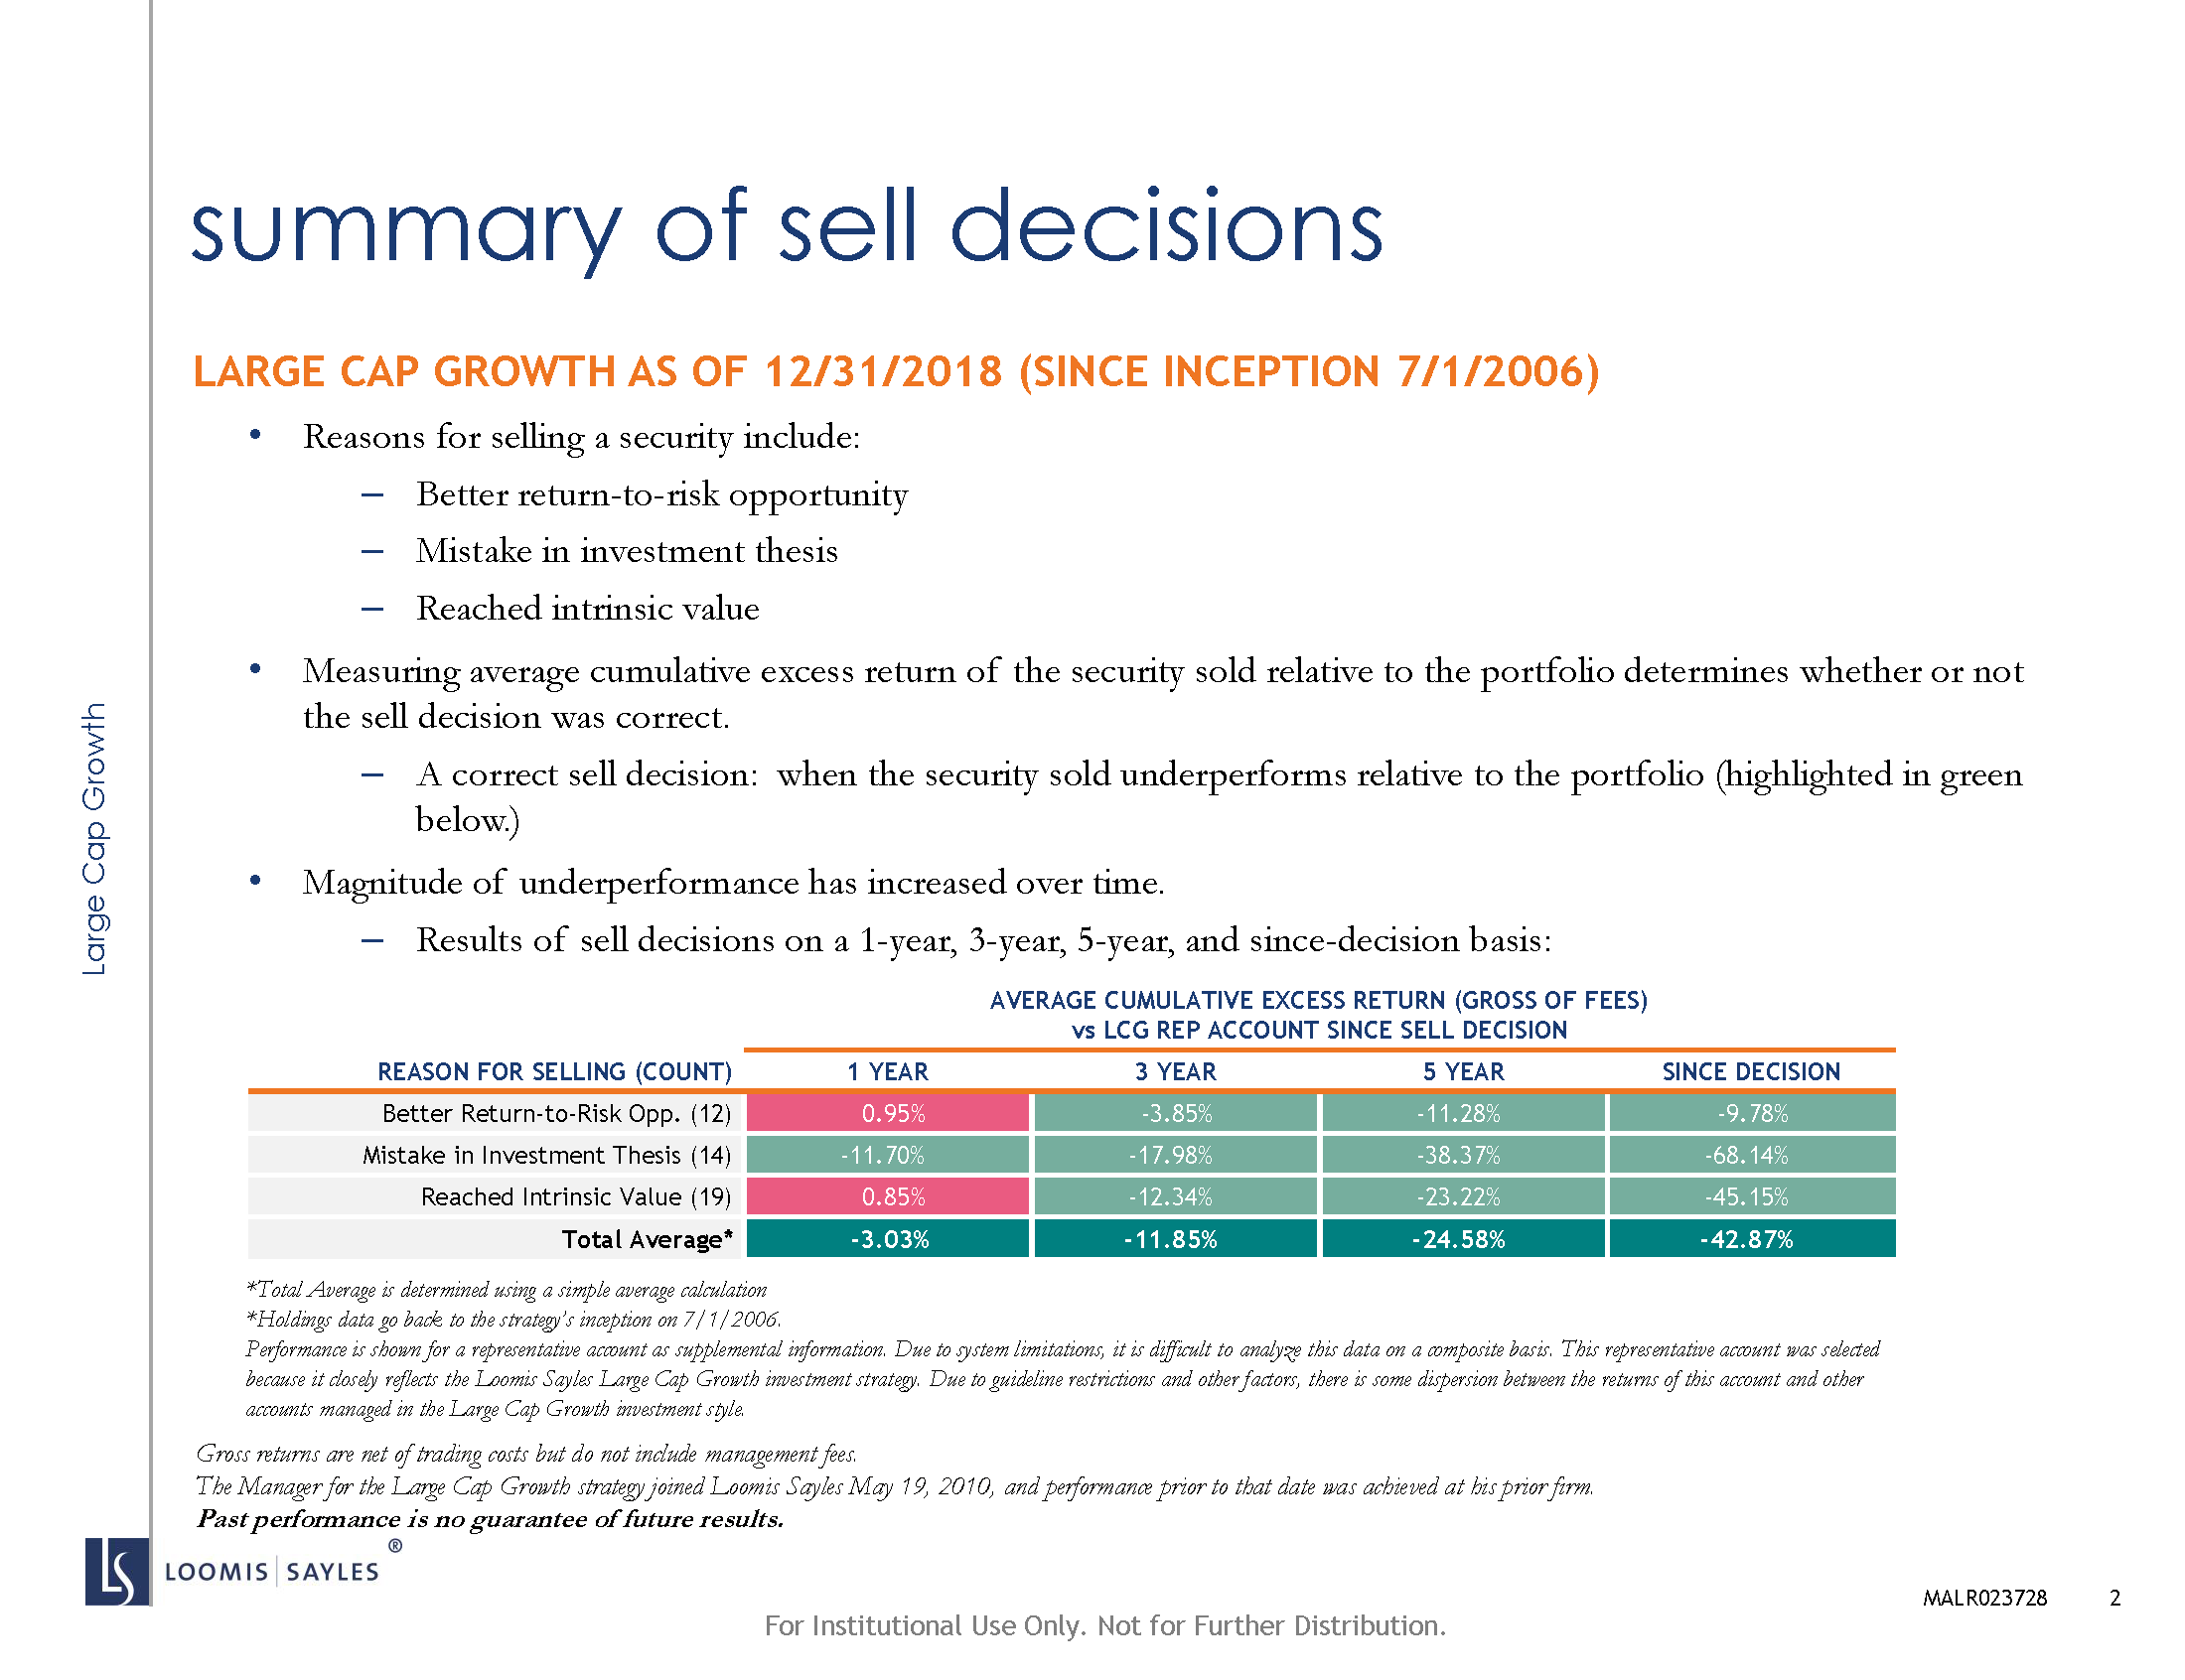 summary of sell decisions
LARGE CAP GROWTH AS OF 12/31/2018 (SINCE INCEPTION 7/1/2006)
• Reasons for selling a security include:
– Better return-to-risk opportunity
– Mistake in investment thesis
– Reached intrinsic value
• Measuring average cumulative excess return of the security sold relative to the portfolio determines whether or not
the sell decision was correct.
– A correct sell decision: when the security sold underperforms relative to the portfolio (highlighted in green
below.)
• Magnitude of underperformance has increased over time.
– Results of sell decisions on a 1-year, 3-year, 5-year, and since-decision basis:
Large Cap Growth
AVERAGE CUMULATIVE EXCESS RETURN (GROSS OF FEES)
vs LCG REP ACCOUNT SINCE SELL DECISION
REASON FOR SELLING (COUNT) 1 YEAR 3 YEAR 5 YEAR SINCE DECISION
Better Return-to-Risk Opp. (12) 0.95% -3.85% -11.28% -9.78%
Mistake in Investment Thesis (14) -11.70% -17.98% -38.37% -68.14%
Reached Intrinsic Value (19) 0.85% -12.34% -23.22% -45.15%
Total Average* -3.03% -11.85% -24.58% -42.87%
*Total Average is determined using a simple average calculation
*Holdings data go back to the strategy's inception on 7/1/2006.
Performance is shown for a representative account as supplemental information. Due to system limitations, it is difficult to analyze this data on a composite basis. This representative account was selected
because it closely reflects the Loomis Sayles Large Cap Growth investment strategy. Due to guideline restrictions and other factors, there is some dispersion between the returns of this account and other
accounts managed in the Large Cap Growth investment style.
Gross returns are net of trading costs but do not include management fees.
The Manager for the Large Cap Growth strategy joined Loomis Sayles May 19, 2010, and performance prior to that date was achieved at his prior firm.
Past performance is no guarantee of future results.
LS LOOMIS | SAYLES ®
MALR023728 2
For Institutional Use Only. Not for Further Distribution.